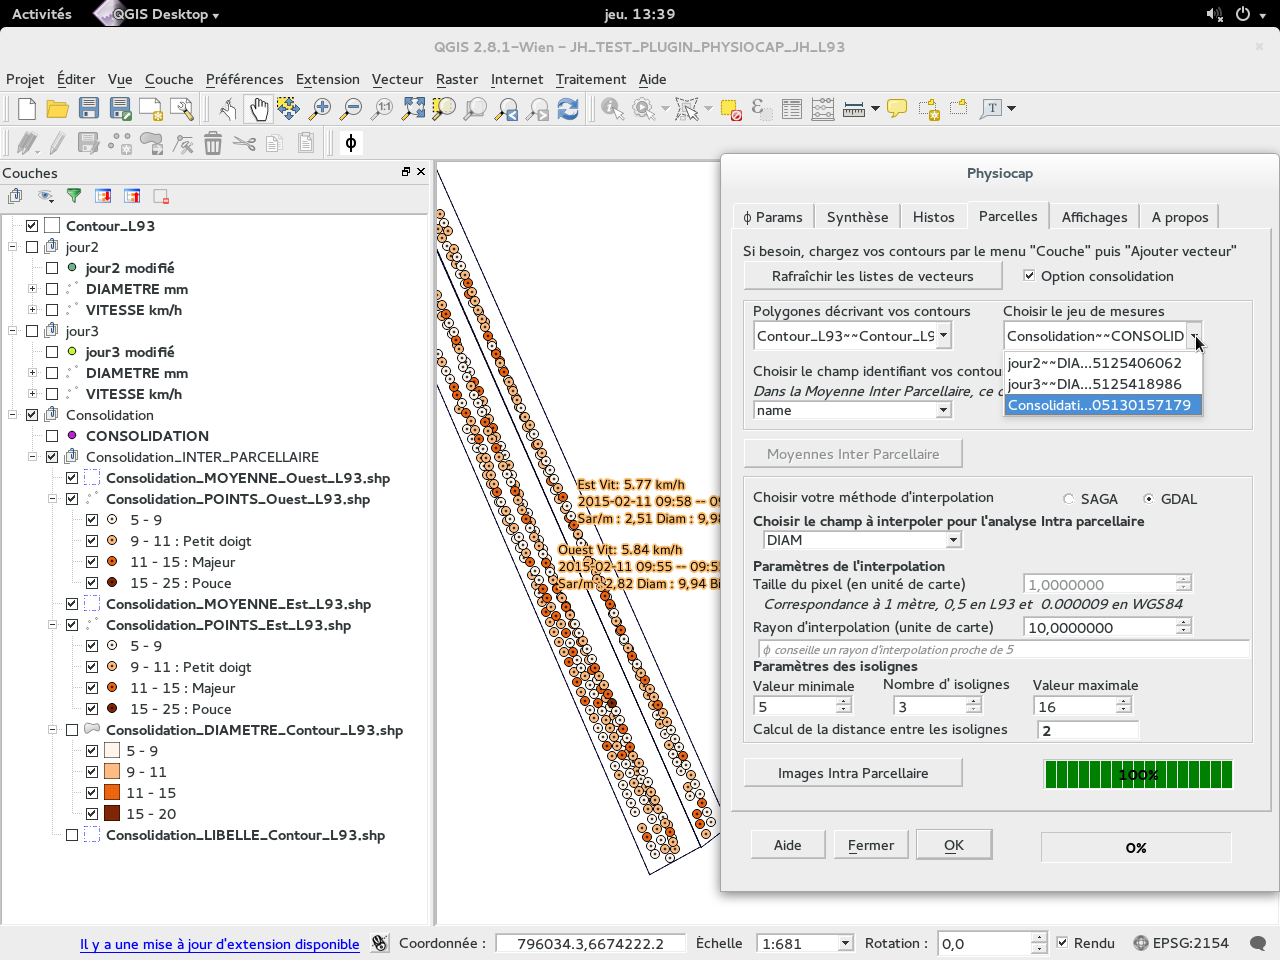 Activités
QGIS Desktop
jeu. 13:39
QGIS 2.8.1-Wien - JH_TEST_PLUGIN_PHYSIOCAP_JH_L93
Projet Éditer Vue Couche Préférences Extension Vecteur Raster Internet Traitement Aide
Couches
Contour_L93
jour2
jour2 modifié
DIAMETRE mm
VITESSE km/h
jour3
jour3 modifié
DIAMETRE mm
VITESSE km/h
Consolidation
CONSOLIDATION
Consolidation_INTER_PARCELLAIRE
Consolidation_MOYENNE_Ouest_L93.shp
Consolidation_POINTS_Ouest_L93.shp
5 - 9
9 - 11 : Petit doigt
11 - 15 : Majeur
15 - 25 : Pouce
Consolidation_MOYENNE_Est_L93.shp
Consolidation_POINTS_Est_L93.shp
5 - 9
9 - 11 : Petit doigt
11 - 15 : Majeur
15 - 25 : Pouce
Consolidation_DIAMETRE_Contour_L93.shp
5 - 9
9 - 11
11 - 15
15 - 20
Consolidation_LIBELLE_Contour_L93.shp
Est Vit: 5.77 km/h
2015-02-11 09:58 -- 09
Sar/m : 2,51 Diam : 9,98
Ouest Vit: 5.84 km/h
2015-02-11 09:55 -- 09:5
Sar/m : 2,82 Diam : 9,94 Bi
Physiocap
ϕ Params Synthèse Histos Parcelles Affichages A propos
Si besoin, chargez vos contours par le menu "Couche" puis "Ajouter vecteur"
Rafraîchir les listes de vecteurs
Option consolidation
Polygones décrivant vos contours
Choisir le jeu de mesures
Contour_L93~~Contour_L9
Consolidation~~CONSOLID
jour2~~DIA...5125406062
jour3~~DIA...5125418986
Consolidati...05130157179
Choisir le champ identifiant vos contou
Dans la Moyenne Inter Parcellaire, ce c
name
Moyennes Inter Parcellaire
Choisir votre méthode d'interpolation
SAGA
GDAL
Choisir le champ à interpoler pour l'analyse Intra parcellaire
DIAM
Paramètres de l'interpolation
Taille du pixel (en unité de carte)
1,0000000
Correspondance à 1 mètre, 0,5 en L93 et 0.000009 en WGS84
Rayon d'interpolation (unite de carte)
10,0000000
ϕ conseille un rayon d'interpolation proche de 5
Paramètres des isolignes
Valeur minimale
Nombre d' isolignes
Valeur maximale
5
3
16
Calcul de la distance entre les isolignes
2
Images Intra Parcellaire
100%
Aide
Fermer
OK
0%
Il y a une mise à jour d'extension disponible
Coordonnée :
796034.3,6674222.2
Échelle
1:681
Rotation :
0,0
Rendu
EPSG:2154